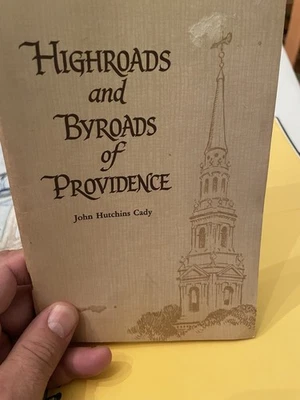 HIGHROADS
and
BYROADS
of
PROVIDENCE
John Hutchins Cady